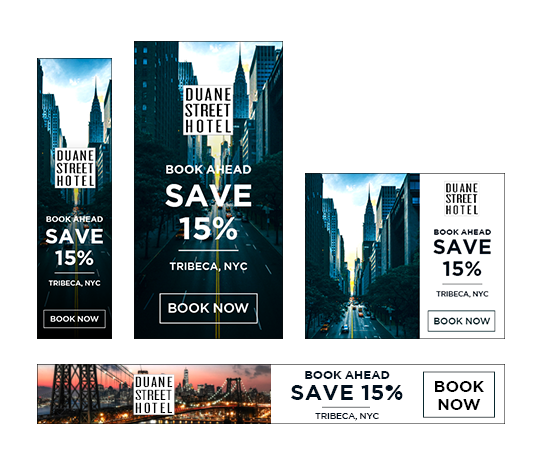 DUANE
STREET
HOTEL
BOOK AHEAD
SAVE
15%
TRIBECA, NYC
BOOK NOW
DUANE
STREET
HOTEL
BOOK AHEAD
SAVE
15%
TRIBECA, NYC
BOOK NOW
DUANE
STREET
HOTEL
BOOK AHEAD
SAVE
15%
TRIBECA, NYC
BOOK NOW
DUANE
STREET
HOTEL
BOOK AHEAD
SAVE 15%
TRIBECA, NYC
BOOK
NOW